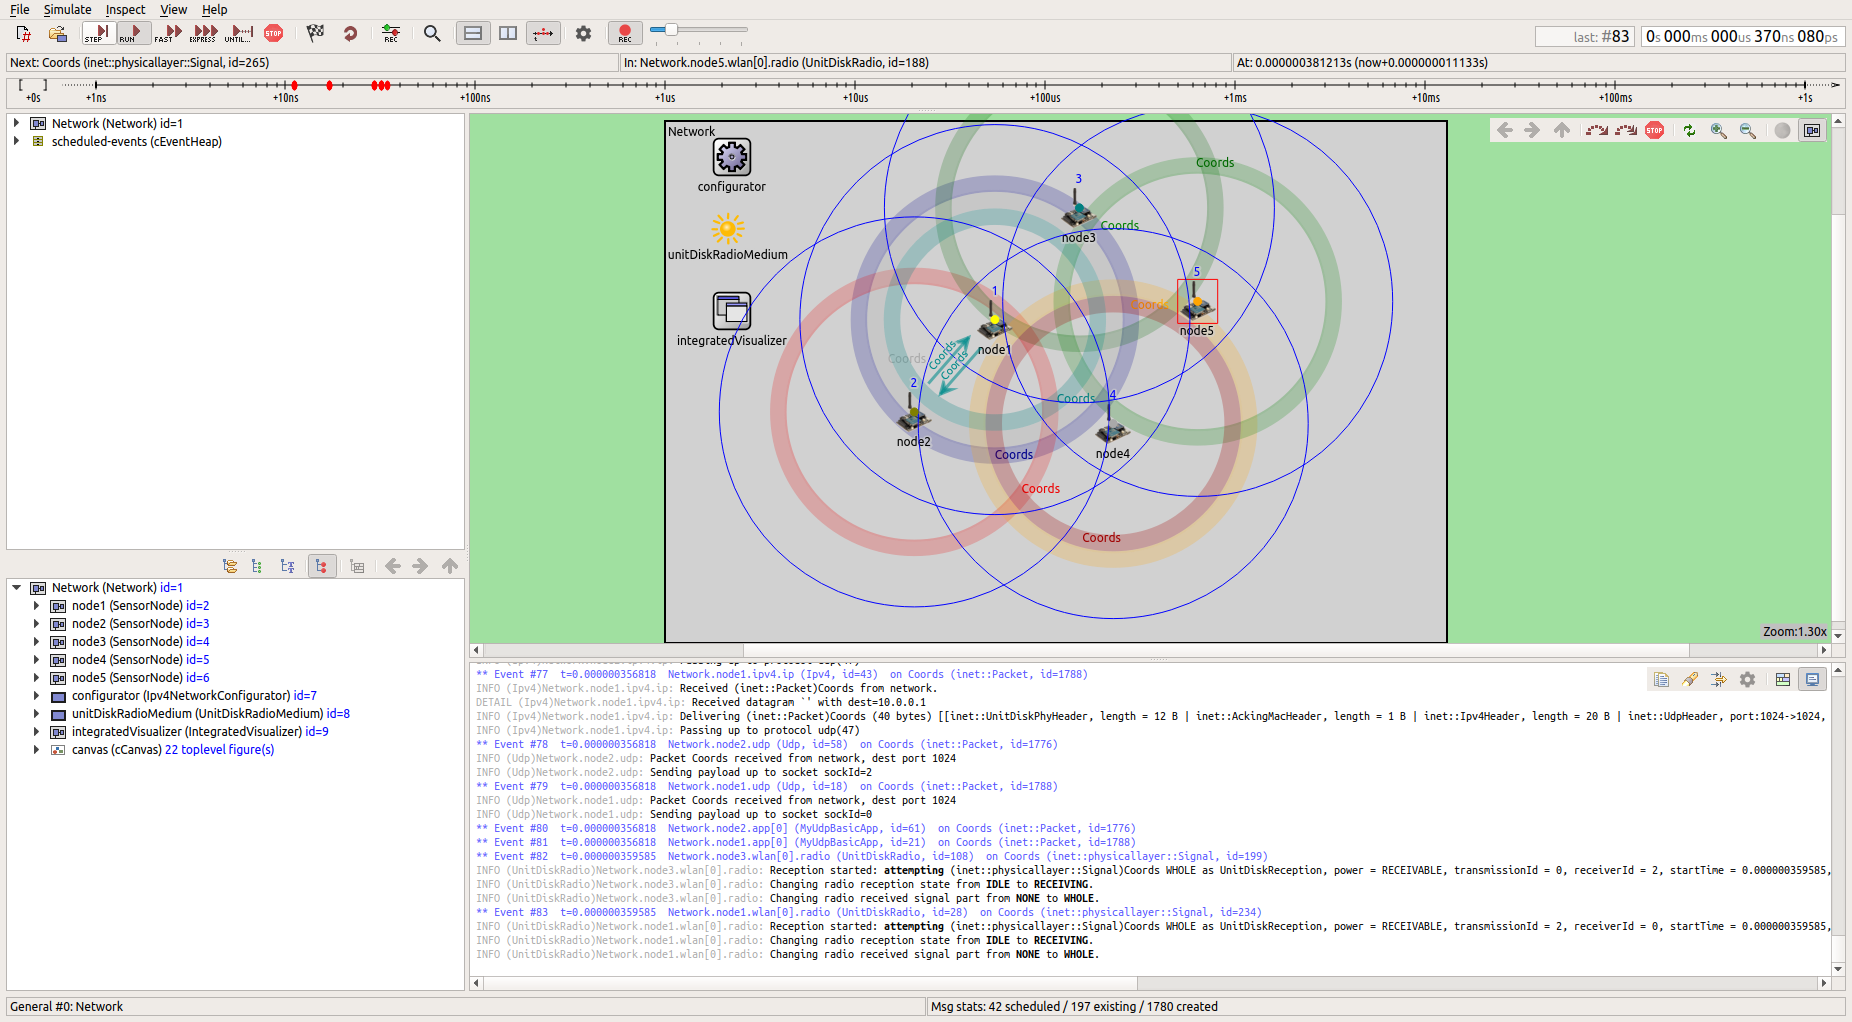 File Simulate Inspect View Help
STEP RUN FAST EXPRESS UNTIL... STOP REC REC
last: #83 0s 000ms 000us 370ns 080ps
Next: Coords (inet::physicallayer::Signal, id=265) In: Network.node5.wlan[0].radio (UnitDiskRadio, id=188) At: 0.000000381213s (now+0.000000011133s)
+0s +1ns +10ns +100ns +1us +10us +100us +1ms +10ms +100ms +1s
Network (Network) id=1
scheduled-events (cEventHeap)
Network (Network) id=1
node1 (SensorNode) id=2
node2 (SensorNode) id=3
node3 (SensorNode) id=4
node4 (SensorNode) id=5
node5 (SensorNode) id=6
configurator (Ipv4NetworkConfigurator) id=7
unitDiskRadioMedium (UnitDiskRadioMedium) id=8
integratedVisualizer (IntegratedVisualizer) id=9
canvas (cCanvas) 22 toplevel figure(s)
Network
STOP
configurator
unitDiskRadioMedium
integratedVisualizer
Coords
3
Coords
node3
5
Coords
node5
1
node1
Coords
Coords
Coords
2
node2
Coords
4
node4
Coords
Coords
Coords
Zoom:1.30x
** Event #77 t=0.000000356818 Network.node1.ipv4.ip (Ipv4, id=43) on Coords (inet::Packet, id=1788)
INFO (Ipv4)Network.node1.ipv4.ip: Received (inet::Packet)Coords from network.
DETAIL (Ipv4)Network.node1.ipv4.ip: Received datagram `' with dest=10.0.0.1
INFO (Ipv4)Network.node1.ipv4.ip: Delivering (inet::Packet)Coords (40 bytes) [[inet::UnitDiskPhyHeader, length = 12 B | inet::AckingMacHeader, length = 1 B | inet::Ipv4Header, length = 20 B | inet::UdpHeader, port:1024->1024,
INFO (Ipv4)Network.node1.ipv4.ip: Passing up to protocol udp(47)
** Event #78 t=0.000000356818 Network.node2.udp (Udp, id=58) on Coords (inet::Packet, id=1776)
INFO (Udp)Network.node2.udp: Packet Coords received from network, dest port 1024
INFO (Udp)Network.node2.udp: Sending payload up to socket sockId=2
** Event #79 t=0.000000356818 Network.node1.udp (Udp, id=18) on Coords (inet::Packet, id=1788)
INFO (Udp)Network.node1.udp: Packet Coords received from network, dest port 1024
INFO (Udp)Network.node1.udp: Sending payload up to socket sockId=0
** Event #80 t=0.000000356818 Network.node2.app[0] (MyUdpBasicApp, id=61) on Coords (inet::Packet, id=1776)
** Event #81 t=0.000000356818 Network.node1.app[0] (MyUdpBasicApp, id=21) on Coords (inet::Packet, id=1788)
** Event #82 t=0.000000359585 Network.node3.wlan[0].radio (UnitDiskRadio, id=108) on Coords (inet::physicallayer::Signal, id=199)
INFO (UnitDiskRadio)Network.node3.wlan[0].radio: Reception started: attempting (inet::physicallayer::Signal)Coords WHOLE as UnitDiskReception, power = RECEIVABLE, transmissionId = 0, receiverId = 2, startTime = 0.000000359585,
INFO (UnitDiskRadio)Network.node3.wlan[0].radio: Changing radio reception state from IDLE to RECEIVING.
INFO (UnitDiskRadio)Network.node3.wlan[0].radio: Changing radio received signal part from NONE to WHOLE.
** Event #83 t=0.000000359585 Network.node1.wlan[0].radio (UnitDiskRadio, id=28) on Coords (inet::physicallayer::Signal, id=234)
INFO (UnitDiskRadio)Network.node1.wlan[0].radio: Reception started: attempting (inet::physicallayer::Signal)Coords WHOLE as UnitDiskReception, power = RECEIVABLE, transmissionId = 2, receiverId = 0, startTime = 0.000000359585,
INFO (UnitDiskRadio)Network.node1.wlan[0].radio: Changing radio reception state from IDLE to RECEIVING.
INFO (UnitDiskRadio)Network.node1.wlan[0].radio: Changing radio received signal part from NONE to WHOLE.
General #0: Network Msg stats: 42 scheduled / 197 existing / 1780 created